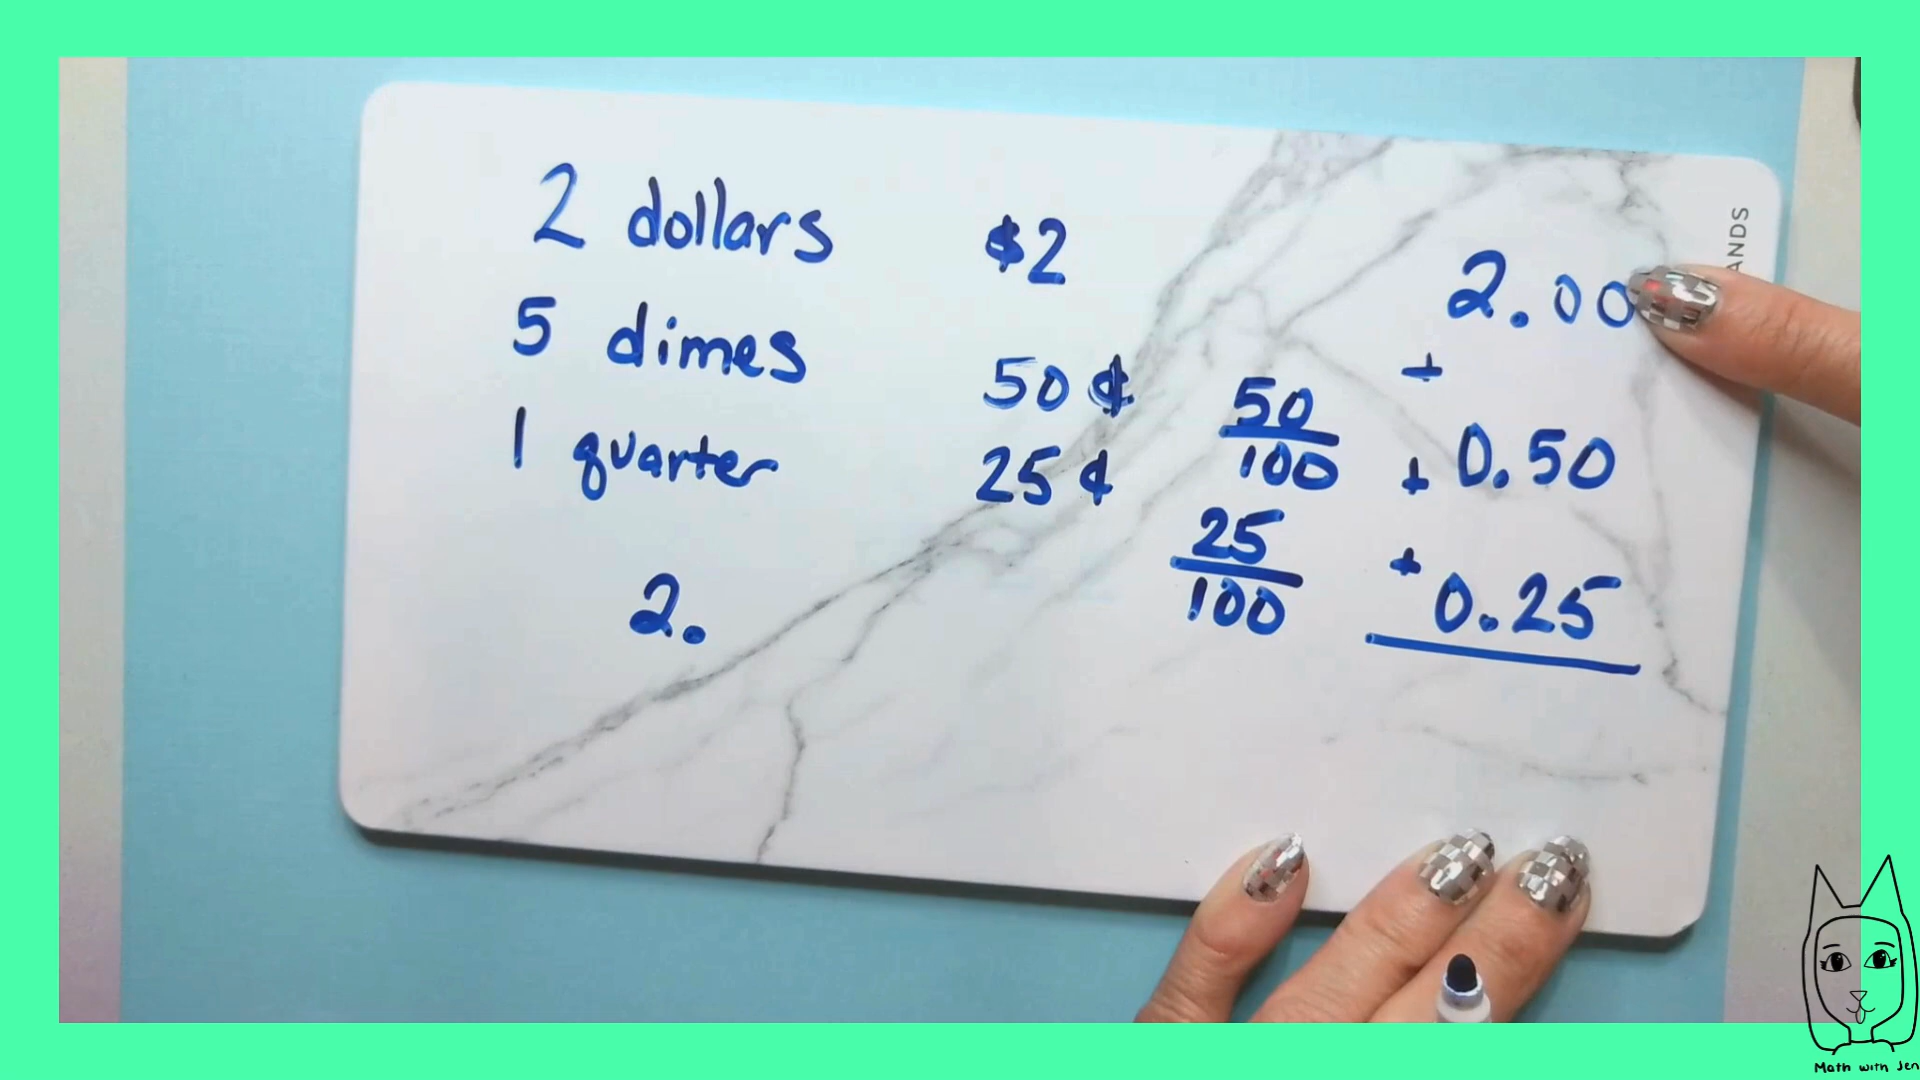 2 dollars $2
5 dimes 50¢ 50/100
1 quarter 25¢ 25/100
2.
2.00
+
+ 0.50
+ 0.25
ANDS
Math with Jen